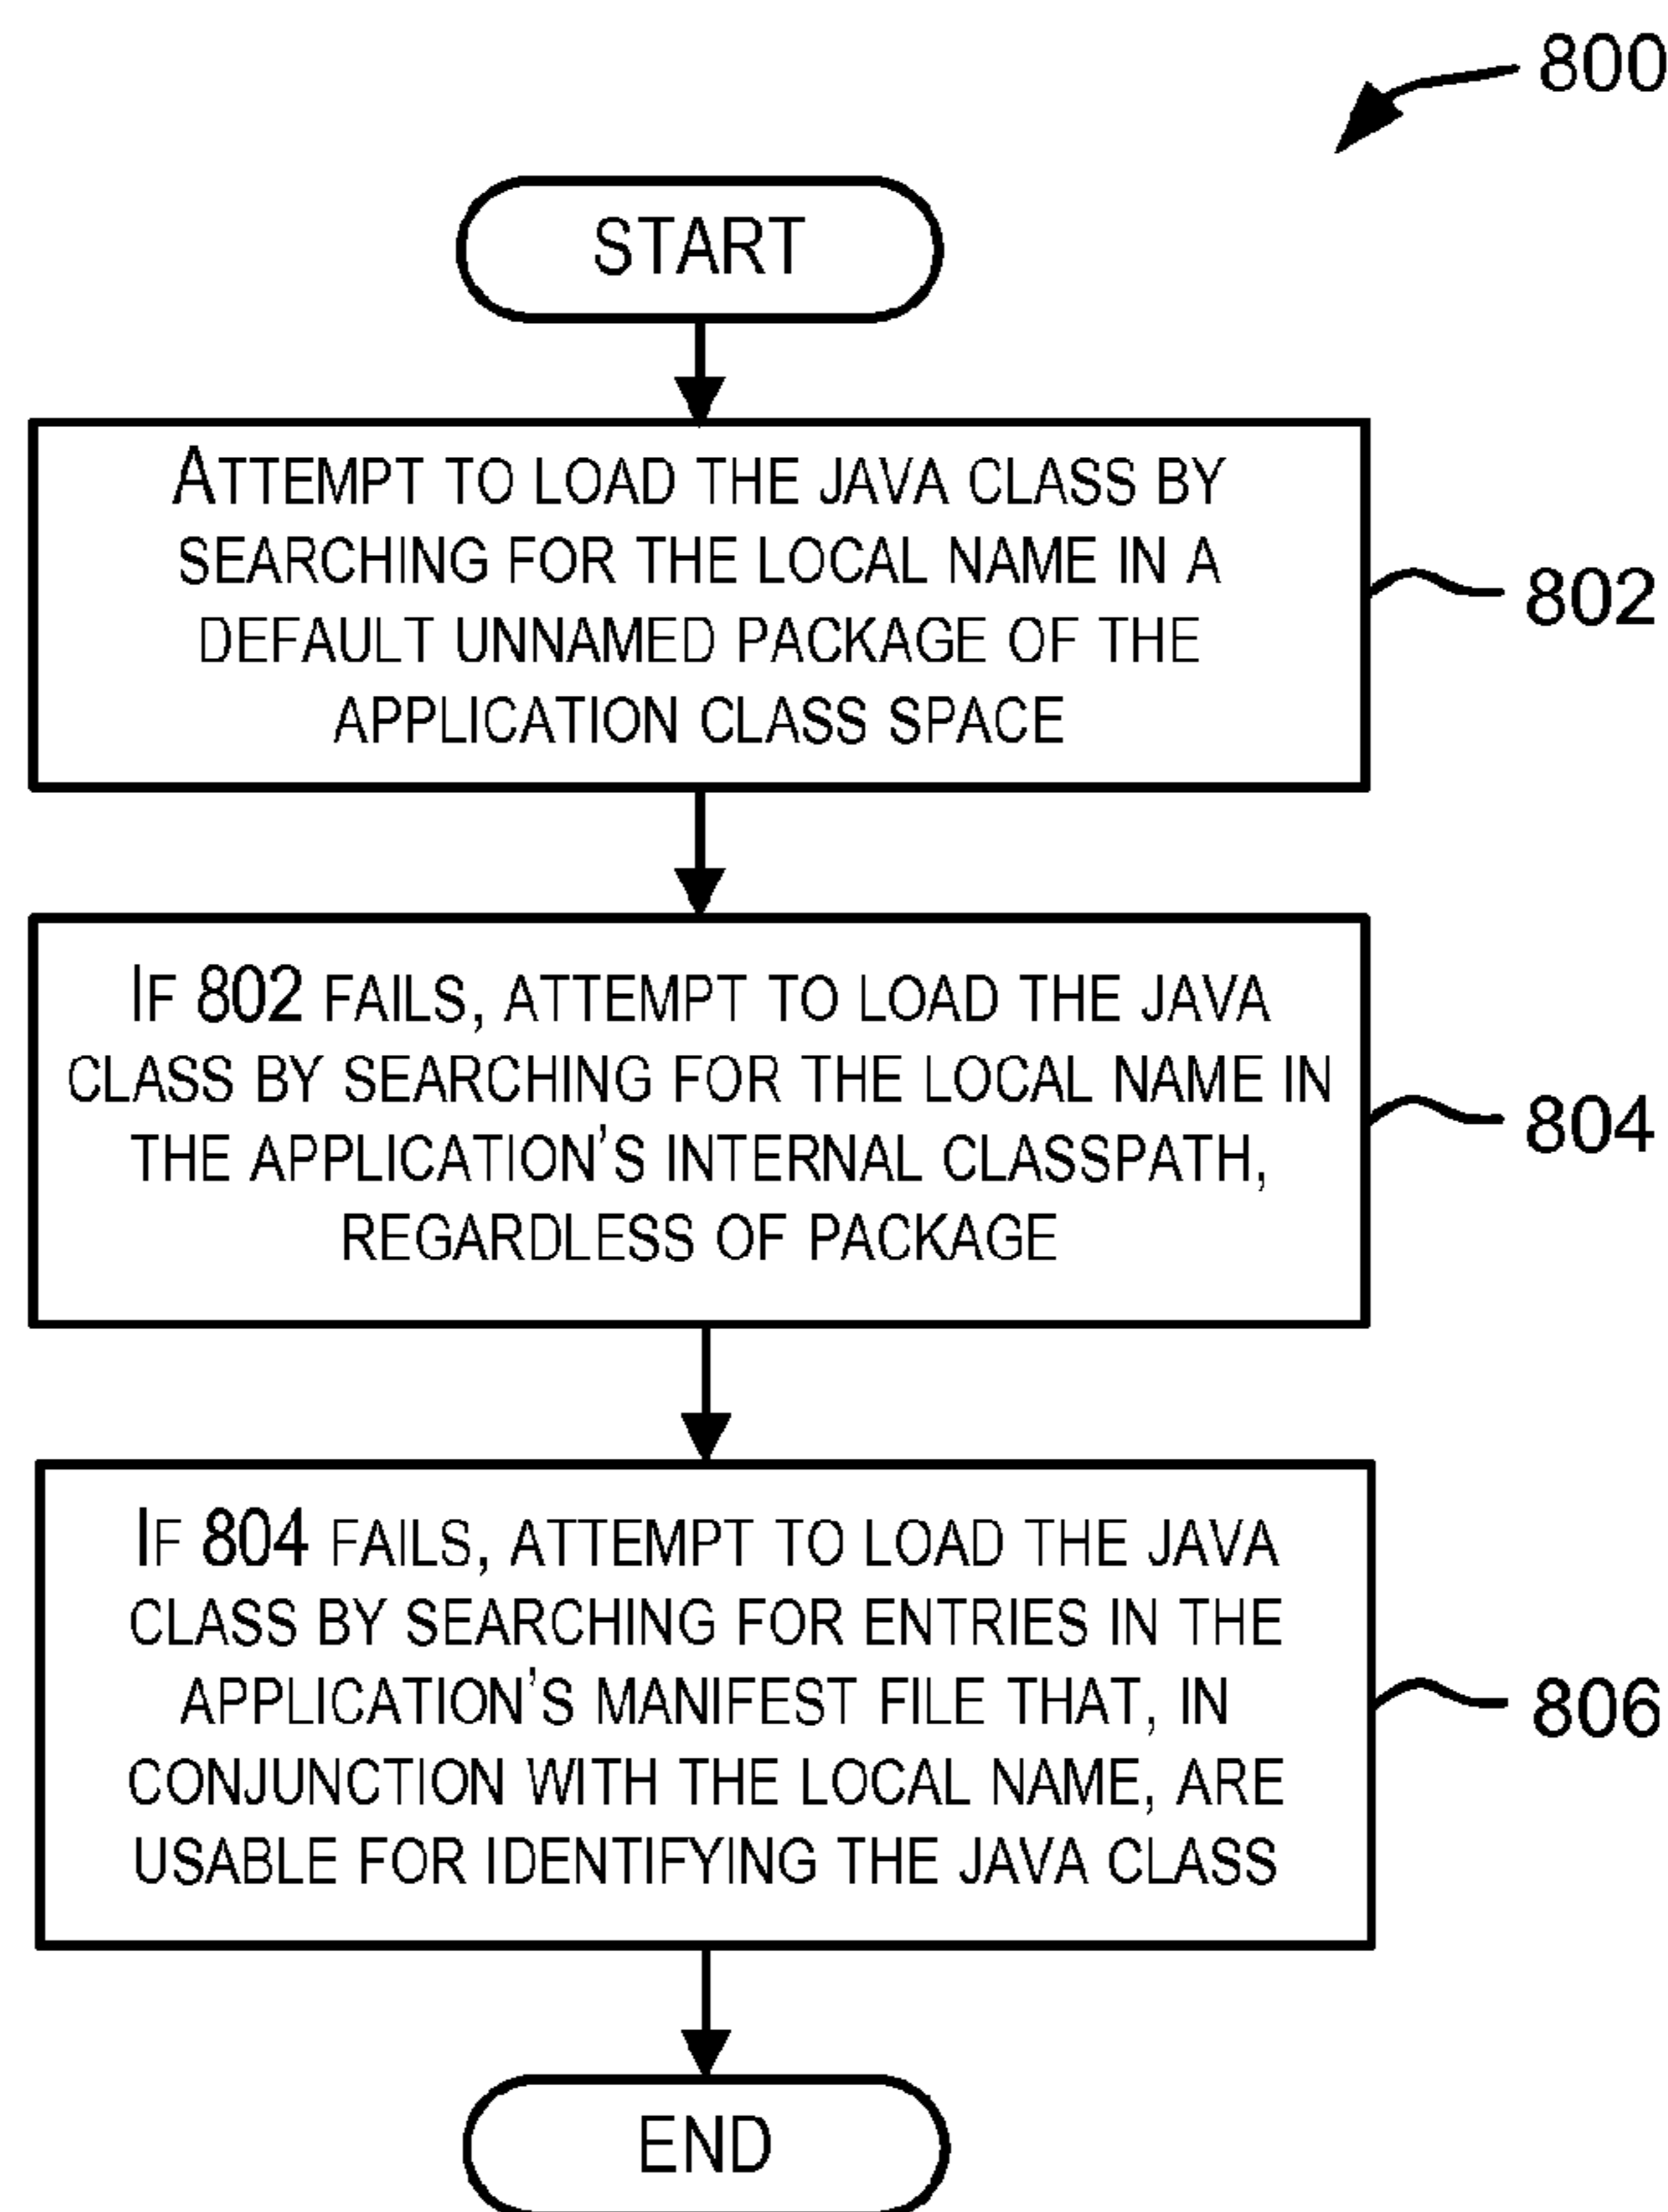 800
START
ATTEMPT TO LOAD THE JAVA CLASS BY
SEARCHING FOR THE LOCAL NAME IN A
DEFAULT UNNAMED PACKAGE OF THE
APPLICATION CLASS SPACE
802
IF 802 FAILS, ATTEMPT TO LOAD THE JAVA
CLASS BY SEARCHING FOR THE LOCAL NAME IN
THE APPLICATION'S INTERNAL CLASSPATH,
REGARDLESS OF PACKAGE
804
IF 804 FAILS, ATTEMPT TO LOAD THE JAVA
CLASS BY SEARCHING FOR ENTRIES IN THE
APPLICATION'S MANIFEST FILE THAT, IN
CONJUNCTION WITH THE LOCAL NAME, ARE
USABLE FOR IDENTIFYING THE JAVA CLASS
806
END